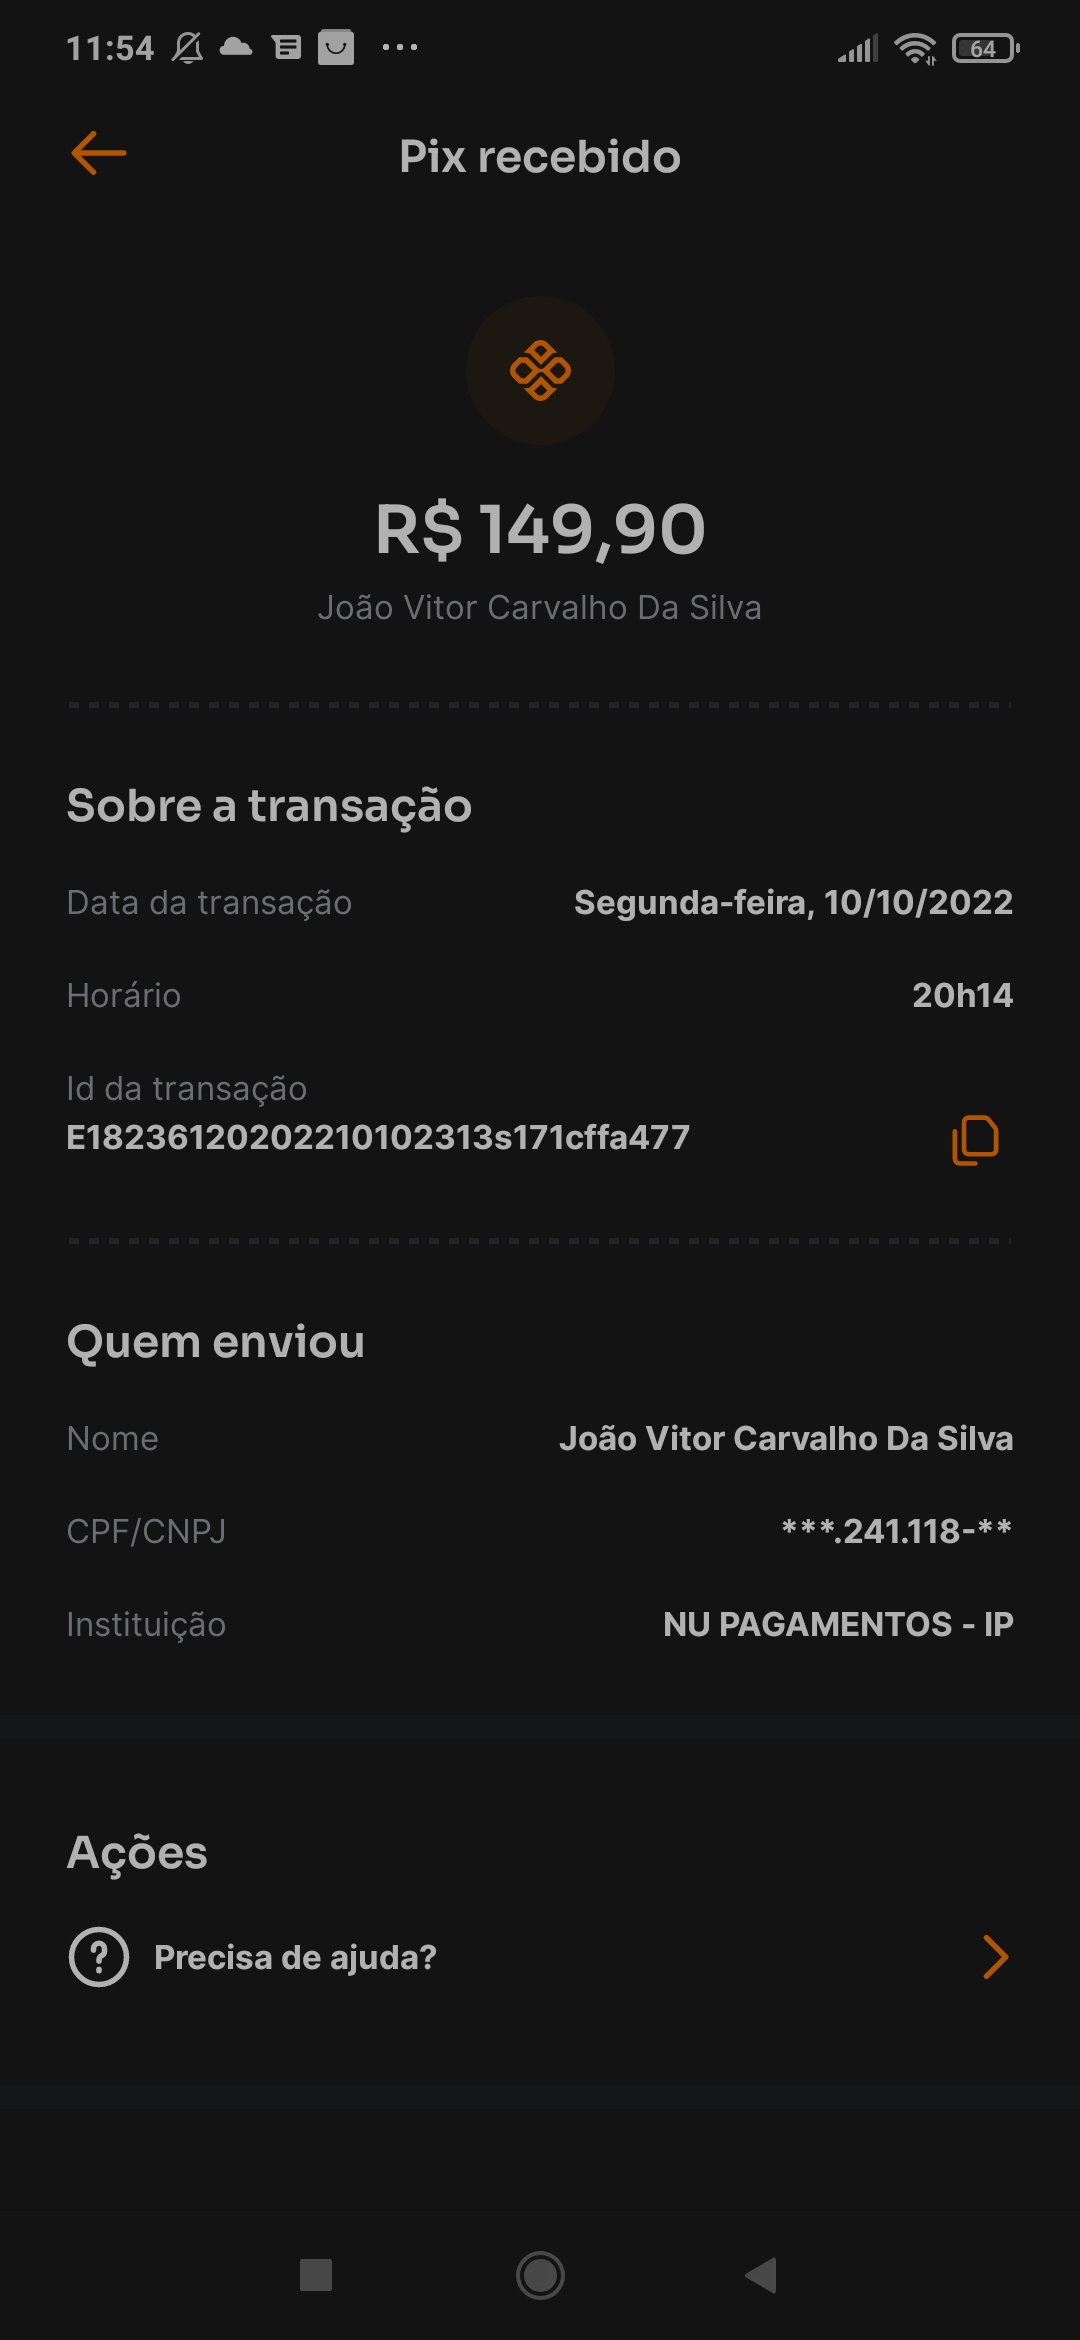 11:54
64
Pix recebido
R$ 149,90
João Vitor Carvalho Da Silva
Sobre a transação
Data da transação Segunda-feira, 10/10/2022
Horário 20h14
Id da transação
E18236120202210102313s171cffa477
Quem enviou
Nome João Vitor Carvalho Da Silva
CPF/CNPJ ***.241.118-**
Instituição NU PAGAMENTOS - IP
Ações
Precisa de ajuda?